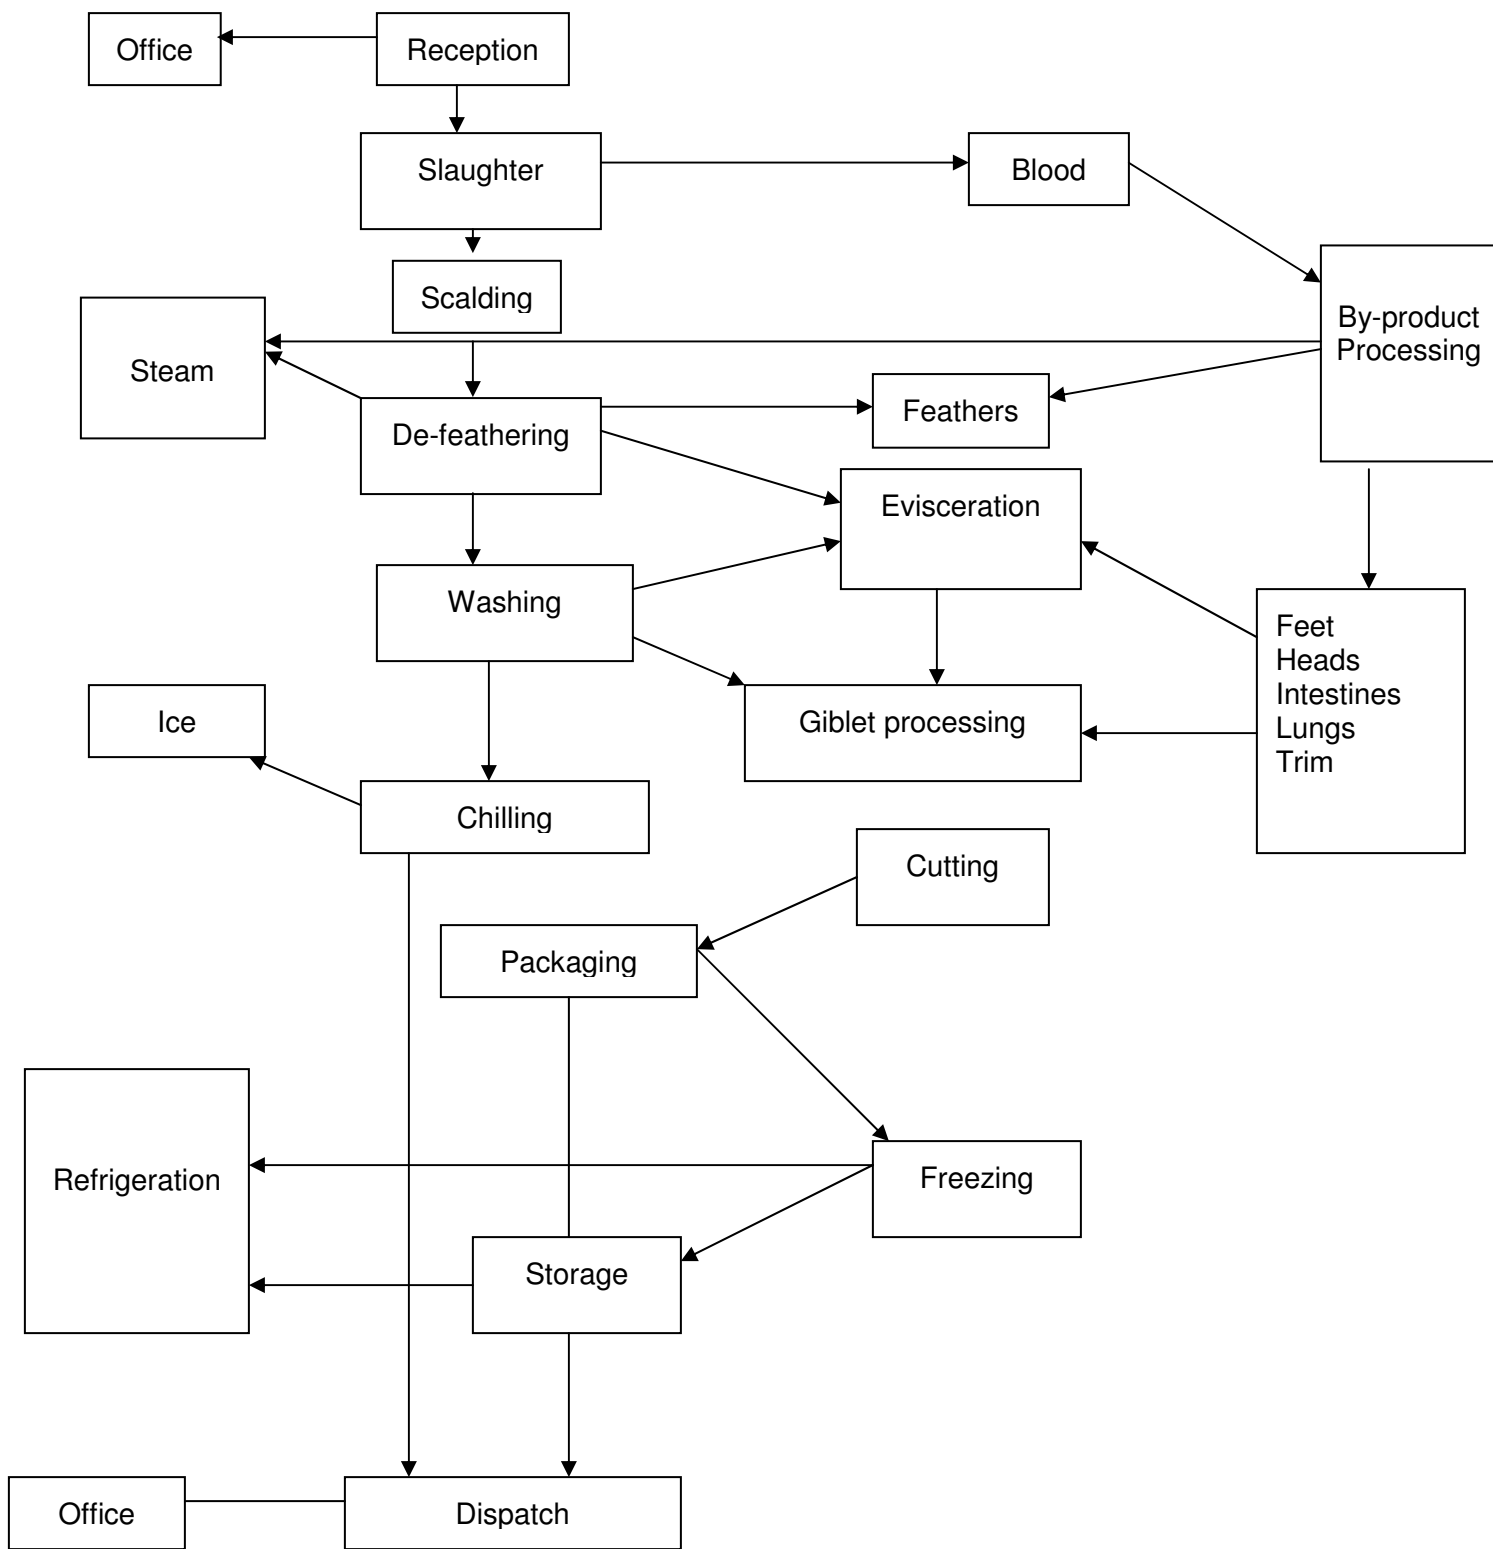 Office
Reception
Slaughter
Blood
Scalding
By-product
Processing
Steam
Feathers
De-feathering
Evisceration
Washing
Feet
Heads
Intestines
Lungs
Trim
Ice
Giblet processing
Chilling
Cutting
Packaging
Refrigeration
Freezing
Storage
Office
Dispatch